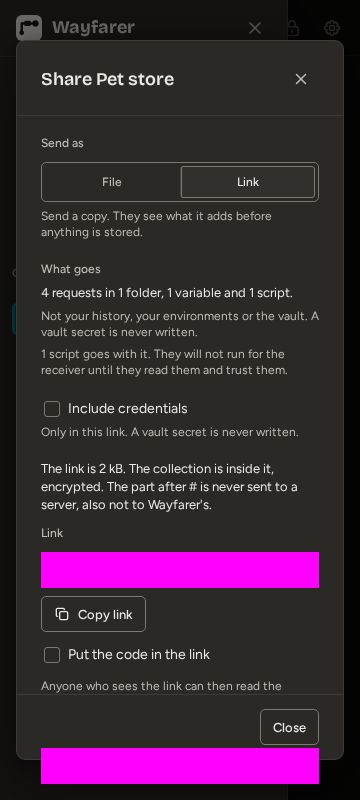 Wayfarer
Share Pet store
Send as
File
Link
Send a copy. They see what it adds before
anything is stored.
What goes
4 requests in 1 folder, 1 variable and 1 script.
Not your history, your environments or the vault. A
vault secret is never written.
1 script goes with it. They will not run for the
receiver until they read them and trust them.
Include credentials
Only in this link. A vault secret is never written.
The link is 2 kB. The collection is inside it,
encrypted. The part after # is never sent to a
server, also not to Wayfarer's.
Link
Copy link
Put the code in the link
Anyone who sees the link can then read the
Close